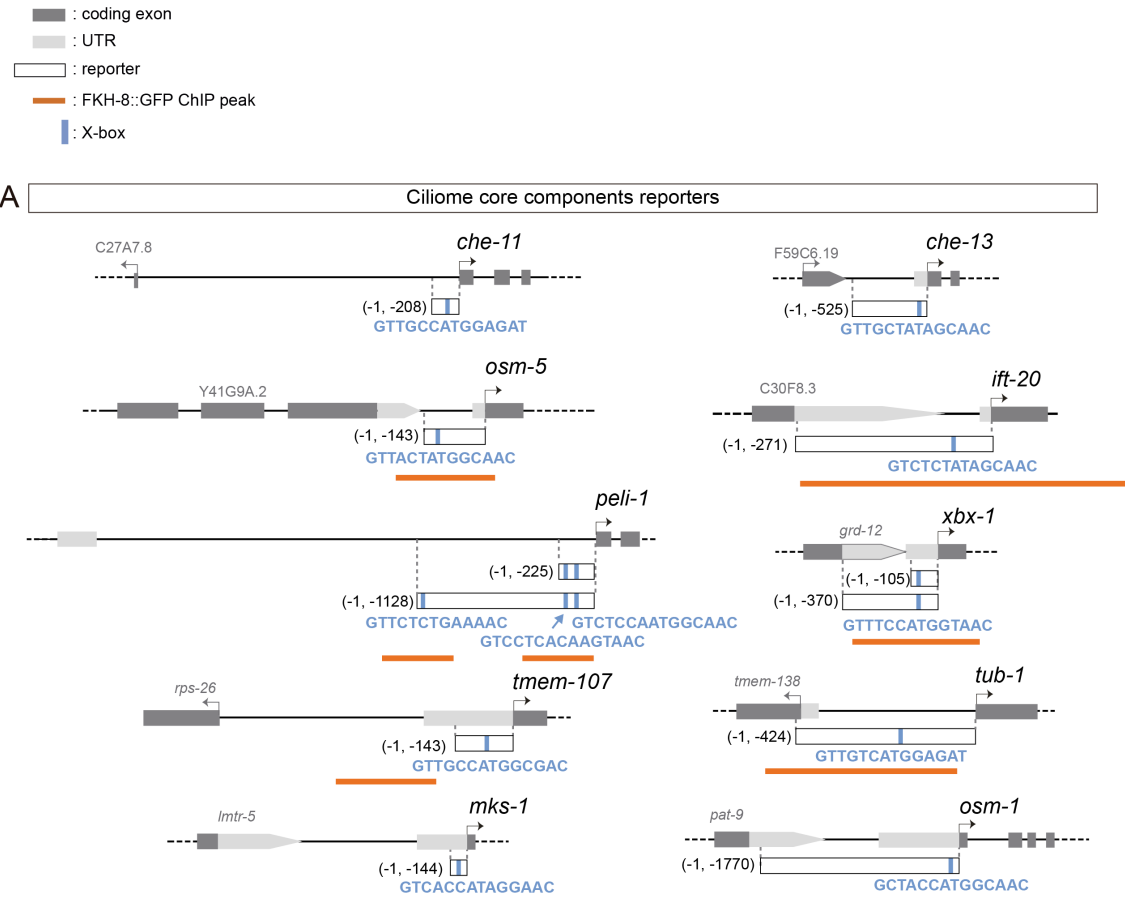 : coding exon
: UTR
: reporter
: FKH-8::GFP ChIP peak
: X-box
A
Ciliome core components reporters
C27A7.8
che-11
(-1, -208)
GTTGCCATGGAGAT
F59C6.19
che-13
(-1, -525)
GTTGCTATAGCAAC
Y41G9A.2
osm-5
(-1, -143)
GTTACTATGGCAAC
C30F8.3
ift-20
(-1, -271)
GTCTCTATAGCAAC
peli-1
(-1, -225)
(-1, -1128)
GTTCTCTGAAAAC
GTCTCCAATGGCAAC
GTCCTCACAAGTAAC
grd-12
xbx-1
(-1, -105)
(-1, -370)
GTTTCCATGGTAAC
rps-26
tmem-107
(-1, -143)
GTTGCCATGGCGAC
tmem-138
tub-1
(-1, -424)
GTTGTCATGGAGAT
lmtr-5
mks-1
(-1, -144)
GTCACCATAGGAAC
pat-9
osm-1
(-1, -1770)
GCTACCATGGCAAC